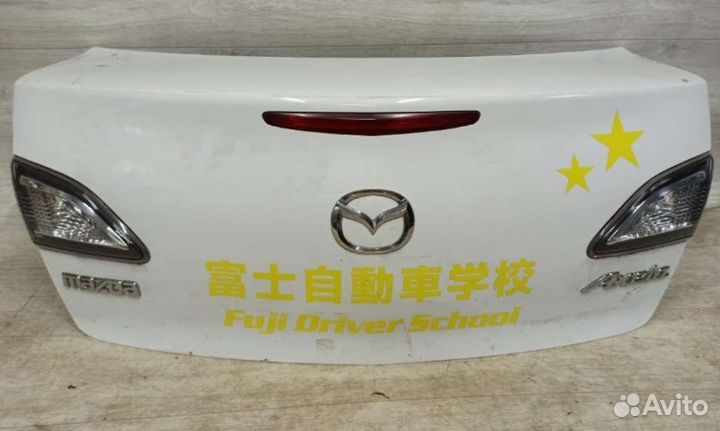 mazda
Axela
富士自動車学校
Fuji Driver School
Avito